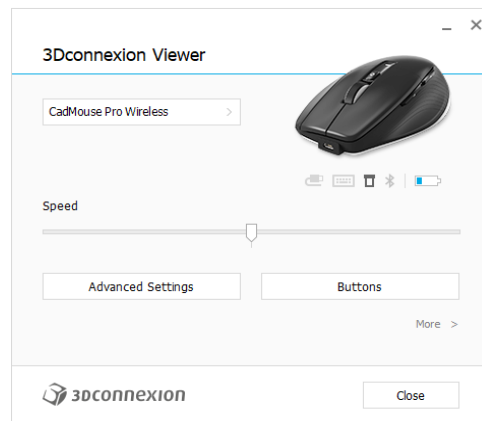 3Dconnexion Viewer
CadMouse Pro Wireless >
Speed
Advanced Settings
Buttons
More >
3Dconnexion
Close